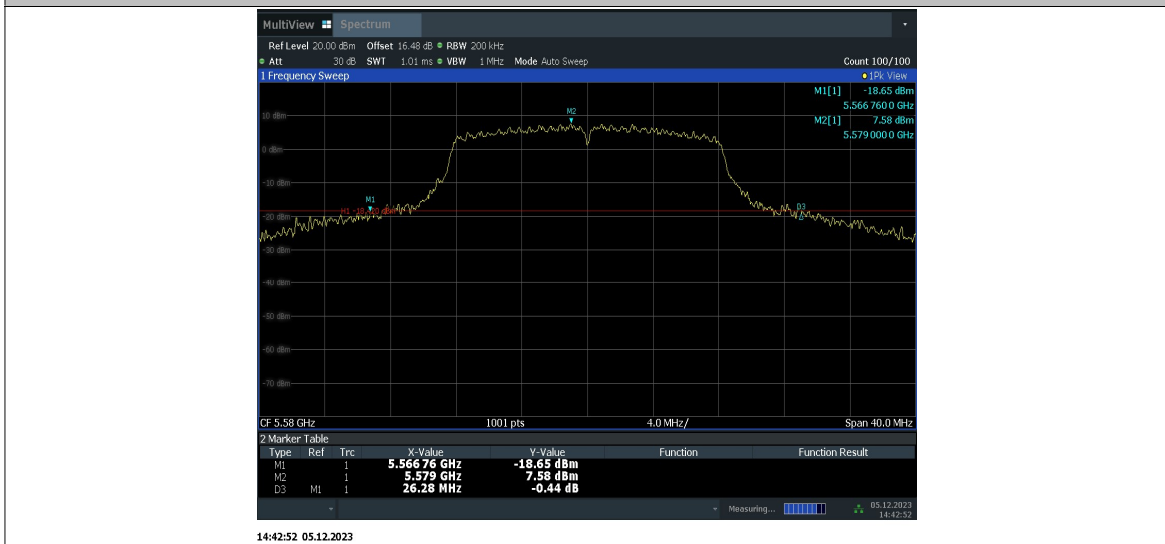 MultiView Spectrum
Ref Level 20.00 dBm Offset 16.48 dB RBW 200 kHz
Att 30 dB SWT 1.01 ms VBW 1 MHz Mode Auto Sweep Count 100/100
1 Frequency Sweep 1Pk View
M1[1] -18.65 dBm
5.566 760 0 GHz
M2[1] 7.58 dBm
5.579 000 0 GHz
M2
10 dBm
0 dBm
-10 dBm
M1
D3
H1 dBm
-20 dBm
-30 dBm
-40 dBm
-50 dBm
-60 dBm
-70 dBm
CF 5.58 GHz 1001 pts 4.0 MHz/ Span 40.0 MHz
2 Marker Table
Type Ref Trc X-Value Y-Value Function Function Result
M1 1 5.566 76 GHz -18.65 dBm
M2 1 5.579 GHz 7.58 dBm
D3 M1 1 26.28 MHz -0.44 dB
Measuring... 05.12.2023
14:42:52
14:42:52 05.12.2023